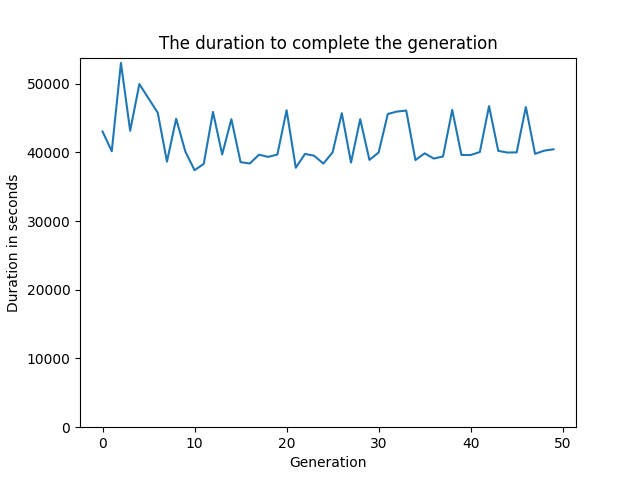 The duration to complete the generation
Duration in seconds
50000
40000
30000
20000
10000
0
0 10 20 30 40 50
Generation